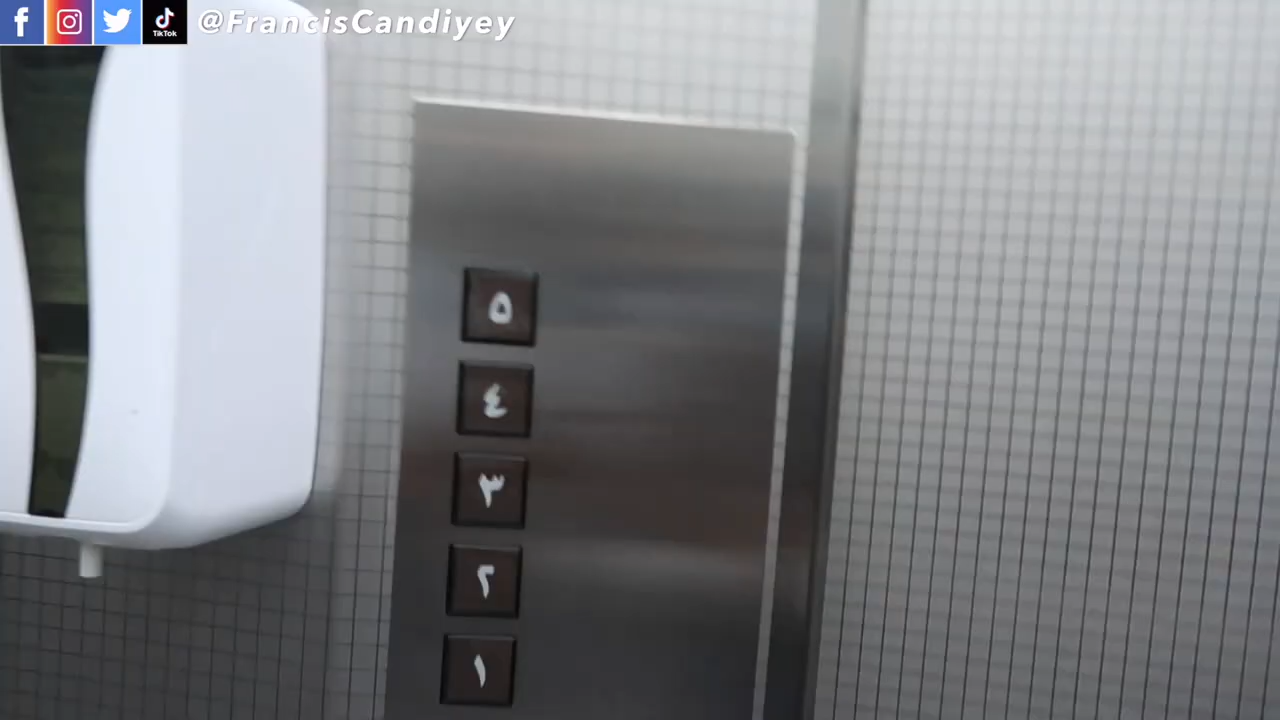 f
TikTok
@FrancisCandiyey
٥
٤
٣
٢
١